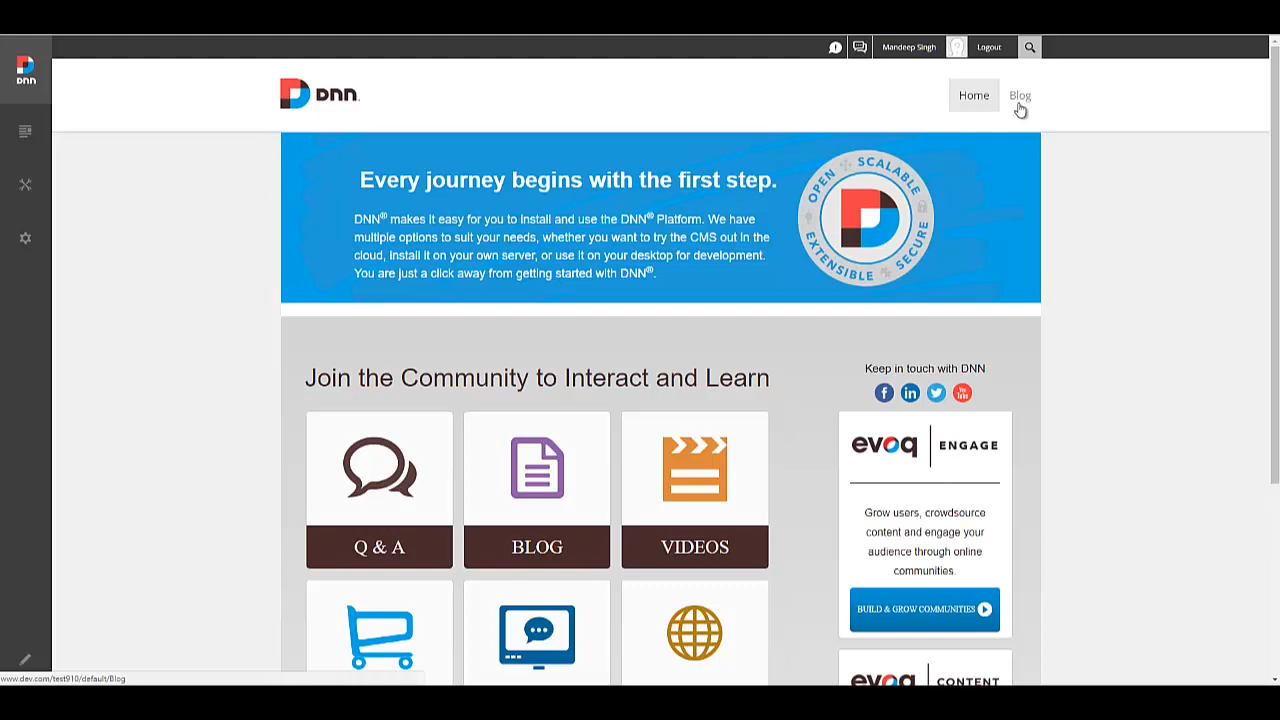 DNN
Mandeep Singh
Logout
DNN
Home
Blog
Every journey begins with the first step.
DNN® makes it easy for you to install and use the DNN® Platform. We have
multiple options to suit your needs, whether you want to try the CMS out in the
cloud, install it on your own server, or use it on your desktop for development.
You are just a click away from getting started with DNN®.
OPEN SCALABLE
EXTENSIBLE SECURE
Join the Community to Interact and Learn
Keep in touch with DNN
f in You Tube
evoq ENGAGE
Grow users, crowdsource
content and engage your
audience through online
communities.
BUILD & GROW COMMUNITIES
Q & A
BLOG
VIDEOS
evoq CONTENT
www.dev.com/test910/default/Blog